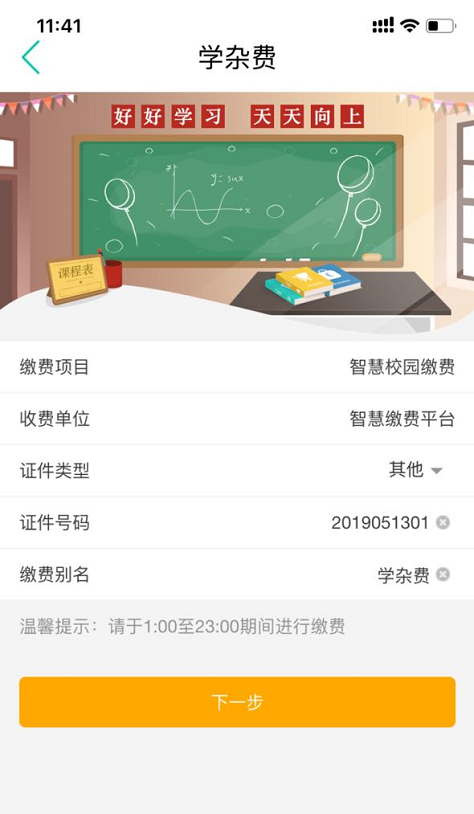 11:41
学杂费
好好学习 天天向上
y=sinx
x
课程表
缴费项目 智慧校园缴费
收费单位 智慧缴费平台
证件类型 其他
证件号码 2019051301
缴费别名 学杂费
温馨提示：请于1:00至23:00期间进行缴费
下一步